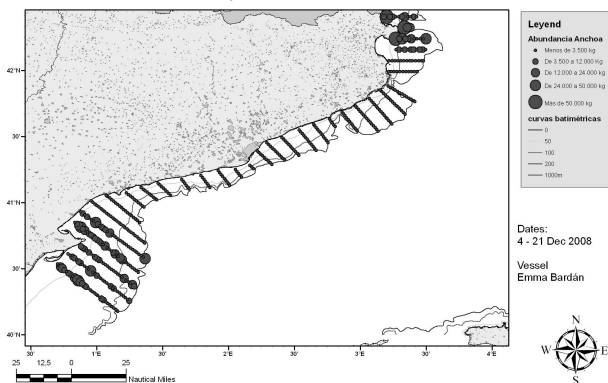 Leyend
Abundancia Anchoa
Menos de 3.500 kg
De 3.500 a 12.000 Kg
De 12.000 a 24.000 kg
De 24.000 a 50.000 kg
Más de 50.000 kg
curvas batimétricas
0
50
100
200
1000m
Dates:
4 - 21 Dec 2008
Vessel
Emma Bardán
N
W E
S
42°N
30'
41°N
30'
40°N
30' 1°E 30' 2°E 30' 3°E 30' 4°E
25 12.5 0 25
Nautical Miles